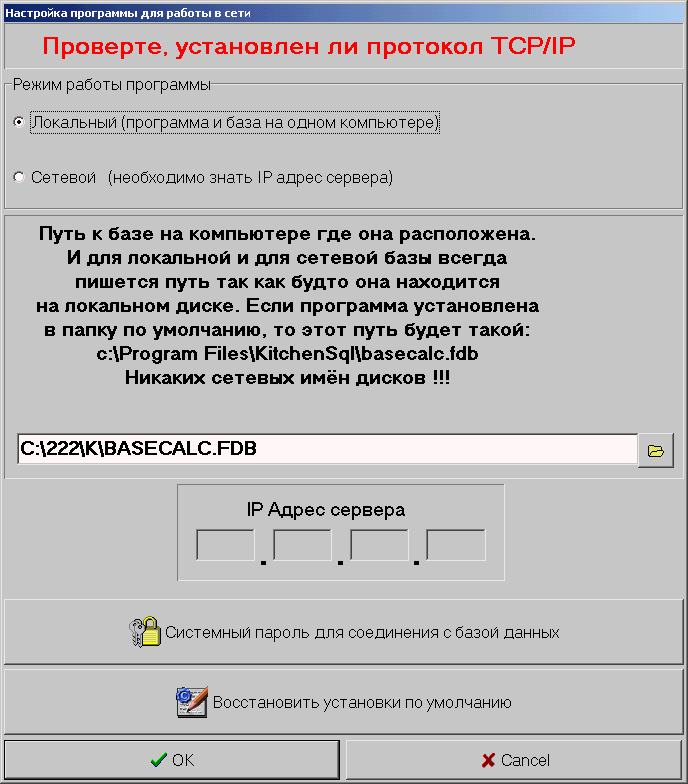 Настройка программы для работы в сети
Проверте, установлен ли протокол TCP/IP
Режим работы программы
Локальный (программа и база на одном компьютере)
Сетевой (необходимо знать IP адрес сервера)
Путь к базе на компьютере где она расположена.
И для локальной и для сетевой базы всегда
пишется путь так как будто она находится
на локальном диске. Если программа установлена
в папку по умолчанию, то этот путь будет такой:
c:\Program Files\KitchenSql\basecalc.fdb
Никаких сетевых имён дисков !!!
C:\222\K\BASECALC.FDB
IP Адрес сервера
. . .
Системный пароль для соединения с базой данных
Восстановить установки по умолчанию
OK
Cancel